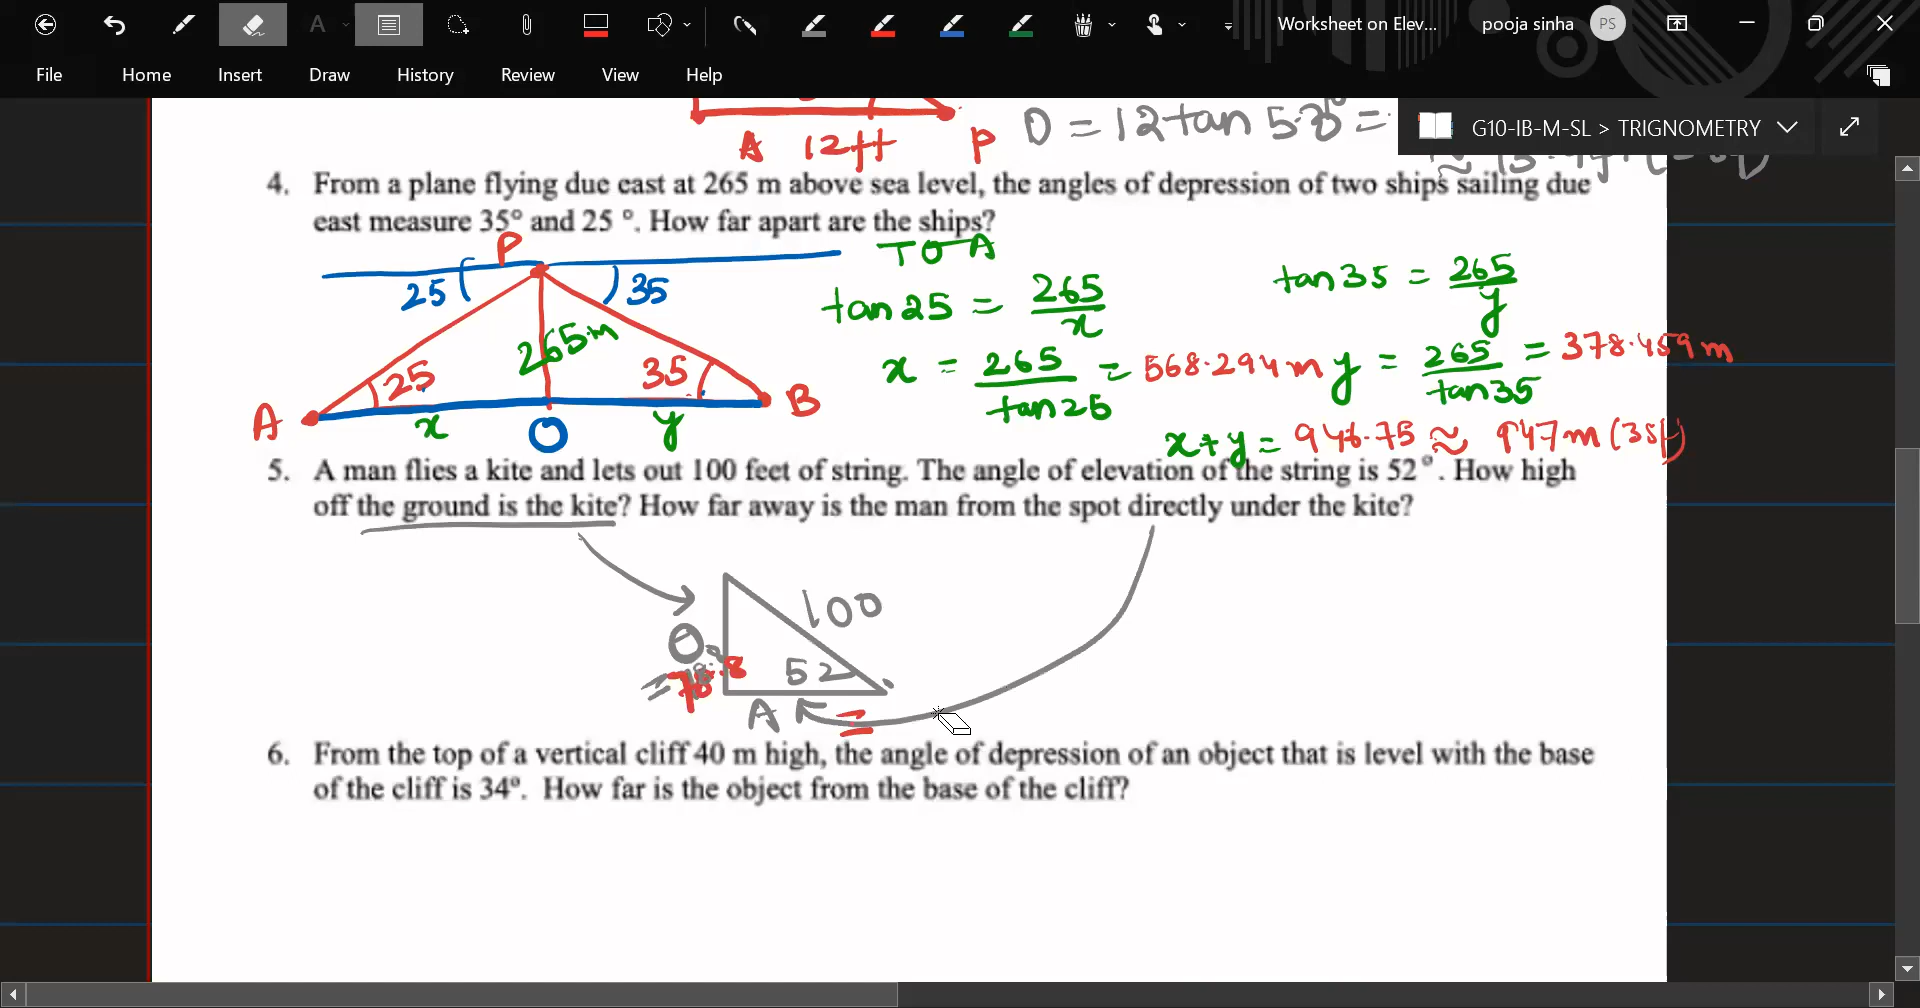 Worksheet on Elev... pooja sinha PS
File Home Insert Draw History Review View Help
G10-IB-M-SL > TRIGNOMETRY
A 12ft P
O = 12 tan 5.20 =
4. From a plane flying due east at 265 m above sea level, the angles of depression of two ships sailing due
east measure 35° and 25 °. How far apart are the ships?
P
25 35
265m
25 35
A x O y B
TOA
tan 25 = 265/x
tan 35 = 265/y
x = 265/tan25 = 568.294 m
y = 265/tan35 = 378.459 m
x+y = 946.75 ≈ 947m (3sf)
5. A man flies a kite and lets out 100 feet of string. The angle of elevation of the string is 52°. How high
off the ground is the kite? How far away is the man from the spot directly under the kite?
100
O
= 78.8
52
A =
6. From the top of a vertical cliff 40 m high, the angle of depression of an object that is level with the base
of the cliff is 34°. How far is the object from the base of the cliff?